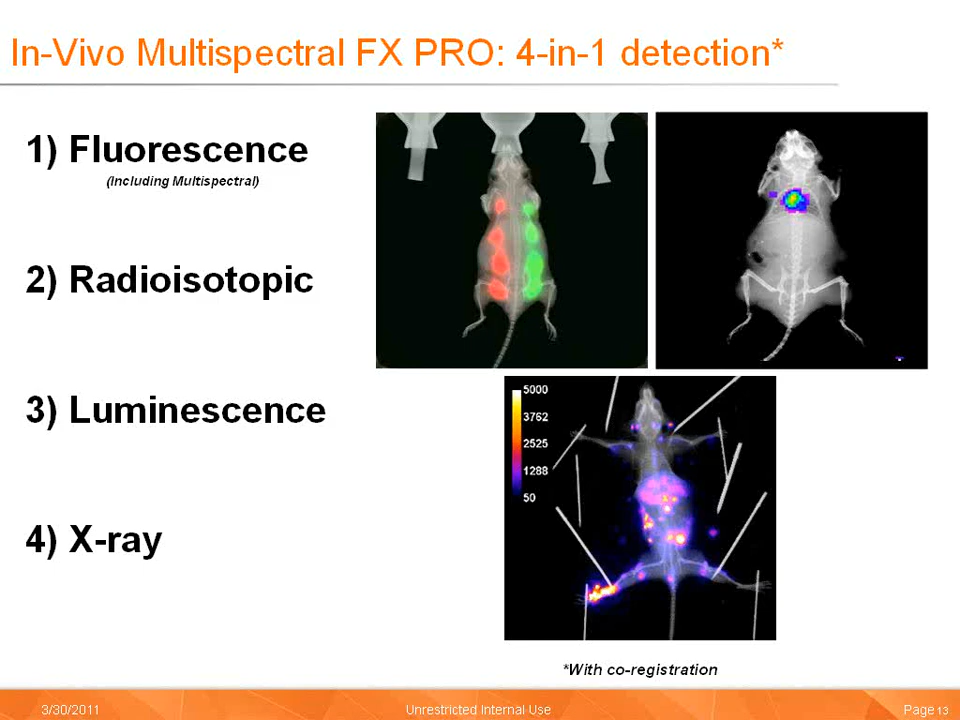 In-Vivo Multispectral FX PRO: 4-in-1 detection*
1) Fluorescence
(Including Multispectral)
2) Radioisotopic
3) Luminescence
4) X-ray
5000
3762
2525
1288
50
*With co-registration
3/30/2011
Unrestricted Internal Use
Page 13